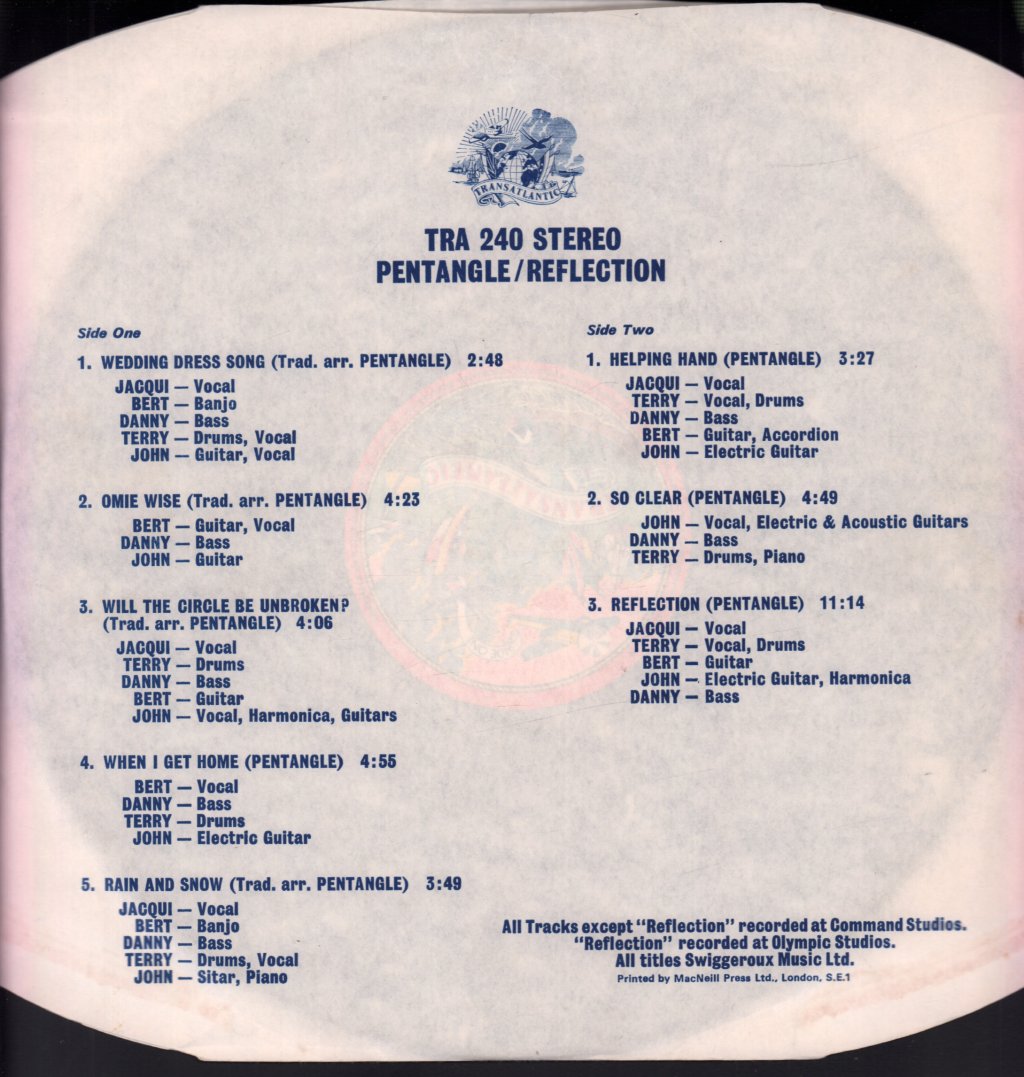 TRANSATLANTIC
TRA 240 STEREO
PENTANGLE/REFLECTION
Side One
1. WEDDING DRESS SONG (Trad. arr. PENTANGLE) 2:48
JACQUI — Vocal
BERT — Banjo
DANNY — Bass
TERRY — Drums, Vocal
JOHN — Guitar, Vocal
2. OMIE WISE (Trad. arr. PENTANGLE) 4:23
BERT — Guitar, Vocal
DANNY — Bass
JOHN — Guitar
3. WILL THE CIRCLE BE UNBROKEN?
(Trad. arr. PENTANGLE) 4:06
JACQUI — Vocal
TERRY — Drums
DANNY — Bass
BERT — Guitar
JOHN — Vocal, Harmonica, Guitars
4. WHEN I GET HOME (PENTANGLE) 4:55
BERT — Vocal
DANNY — Bass
TERRY — Drums
JOHN — Electric Guitar
5. RAIN AND SNOW (Trad. arr. PENTANGLE) 3:49
JACQUI — Vocal
BERT — Banjo
DANNY — Bass
TERRY — Drums, Vocal
JOHN — Sitar, Piano
Side Two
1. HELPING HAND (PENTANGLE) 3:27
JACQUI — Vocal
TERRY — Vocal, Drums
DANNY — Bass
BERT — Guitar, Accordion
JOHN — Electric Guitar
2. SO CLEAR (PENTANGLE) 4:49
JOHN — Vocal, Electric & Acoustic Guitars
DANNY — Bass
TERRY — Drums, Piano
3. REFLECTION (PENTANGLE) 11:14
JACQUI — Vocal
TERRY — Vocal, Drums
BERT — Guitar
JOHN — Electric Guitar, Harmonica
DANNY — Bass
All Tracks except "Reflection" recorded at Command Studios.
"Reflection" recorded at Olympic Studios.
All titles Swiggeroux Music Ltd.
Printed by MacNeill Press Ltd., London, S.E.1